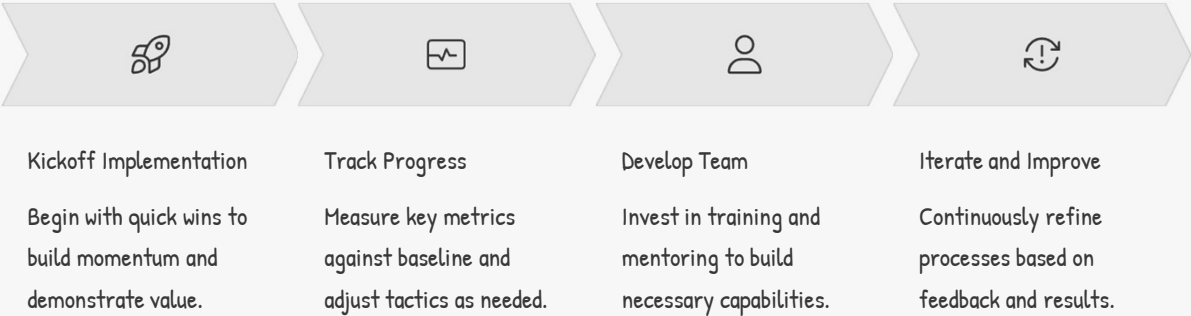 Kickoff Implementation
Begin with quick wins to
build momentum and
demonstrate value.
Track Progress
Measure key metrics
against baseline and
adjust tactics as needed.
Develop Team
Invest in training and
mentoring to build
necessary capabilities.
Iterate and Improve
Continuously refine
processes based on
feedback and results.